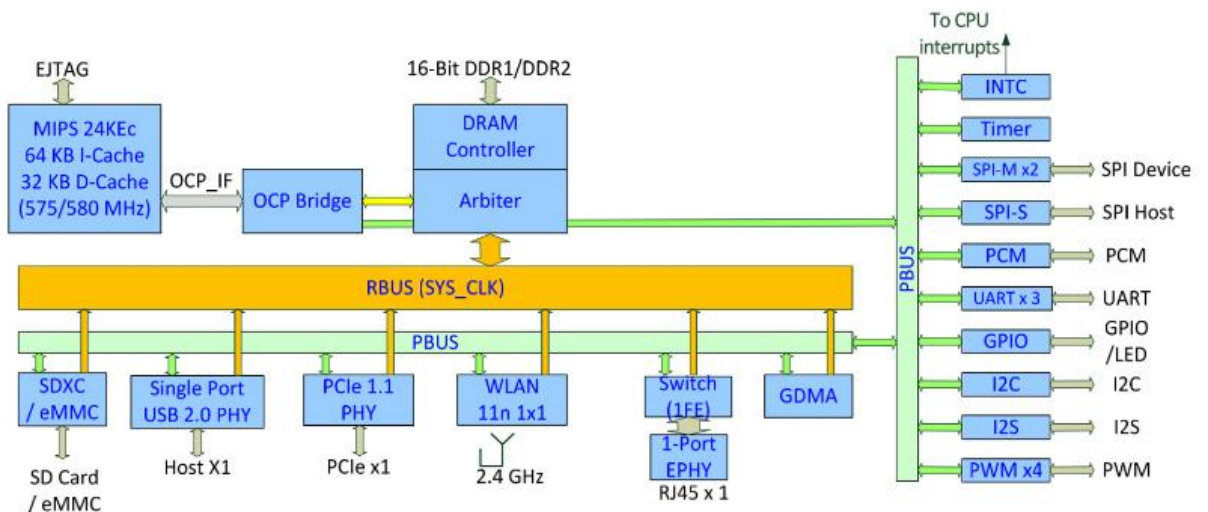 To CPU
interrupts
EJTAG
16-Bit DDR1/DDR2
MIPS 24KEc
64 KB I-Cache
32 KB D-Cache
(575/580 MHz)
OCP_IF
OCP Bridge
DRAM
Controller
Arbiter
RBUS (SYS_CLK)
PBUS
SDXC
/ eMMC
Single Port
USB 2.0 PHY
PCIe 1.1
PHY
WLAN
11n 1x1
Switch
(1FE)
GDMA
1-Port
EPHY
SD Card
/ eMMC
Host X1
PCIe x1
2.4 GHz
RJ45 x 1
PBUS
INTC
Timer
SPI-M x2
SPI Device
SPI-S
SPI Host
PCM
PCM
UART x 3
UART
GPIO
GPIO
/LED
I2C
I2C
I2S
I2S
PWM x4
PWM